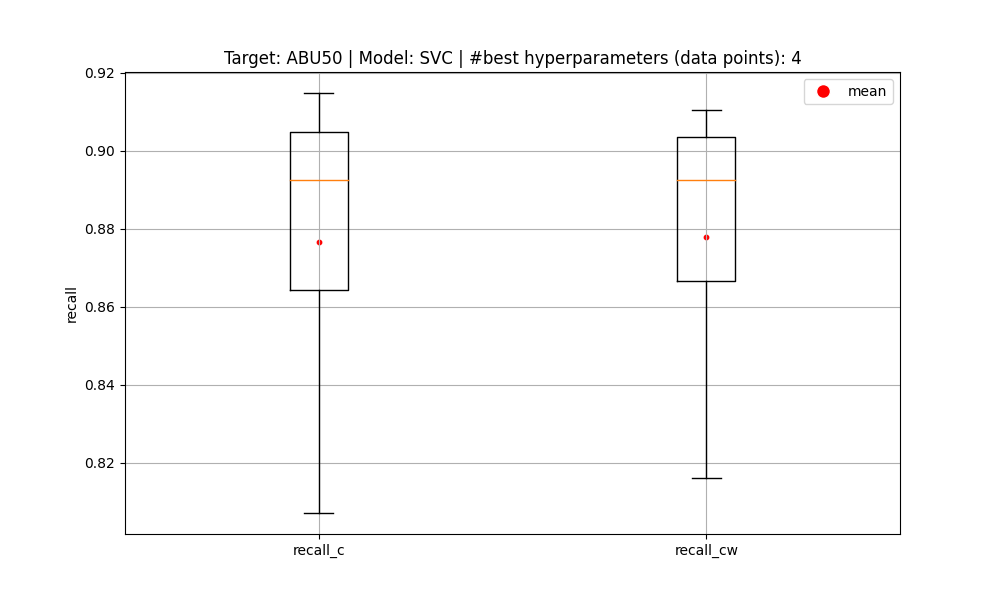 Target: ABU50 | Model: SVC | #best hyperparameters (data points): 4
mean
recall
0.92
0.90
0.88
0.86
0.84
0.82
recall_c
recall_cw